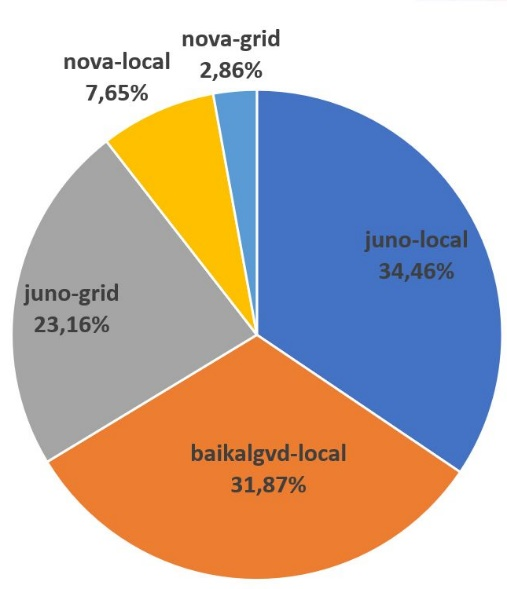 nova-grid
2,86%
nova-local
7,65%
juno-local
34,46%
juno-grid
23,16%
baikalgvd-local
31,87%